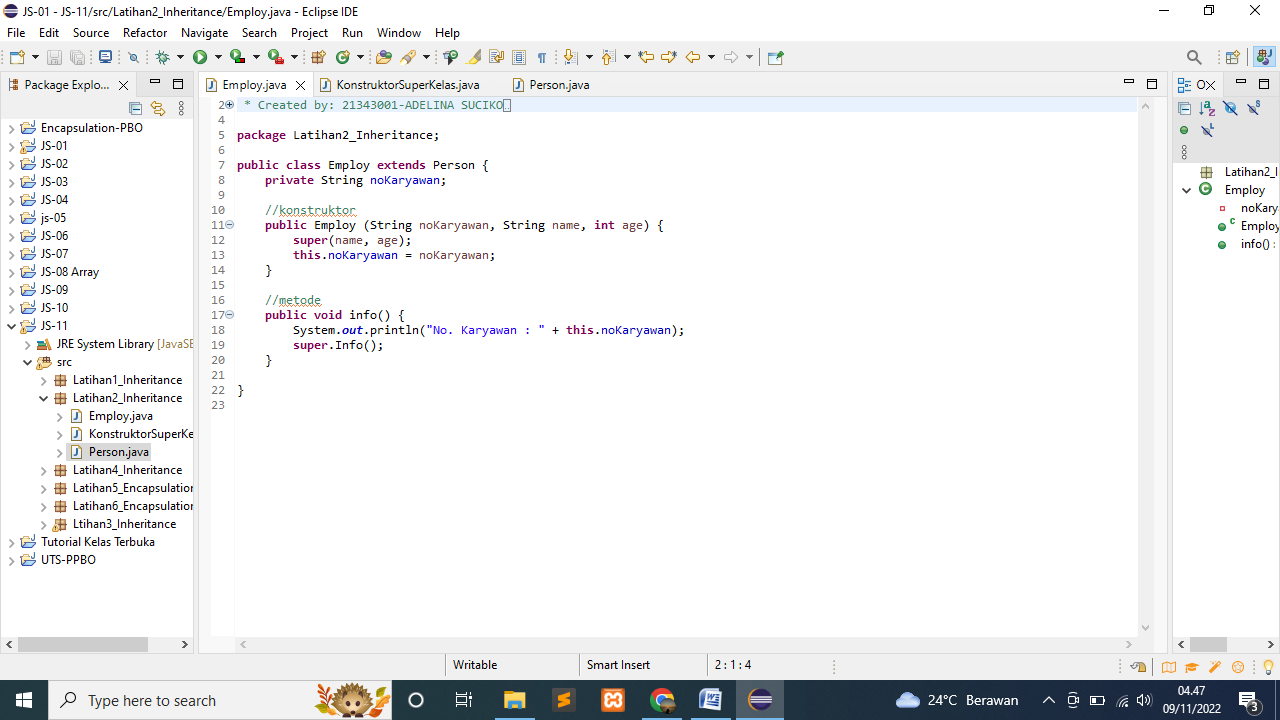 JS-01 - JS-11/src/Latihan2_Inheritance/Employ.java - Eclipse IDE
File Edit Source Refactor Navigate Search Project Run Window Help
Package Explo...
Encapsulation-PBO
JS-01
JS-02
JS-03
JS-04
js-05
JS-06
JS-07
JS-08 Array
JS-09
JS-10
JS-11
JRE System Library [JavaSE
src
Latihan1_Inheritance
Latihan2_Inheritance
Employ.java
KonstruktorSuperKe
Person.java
Latihan4_Inheritance
Latihan5_Encapsulation
Latihan6_Encapsulation
Ltihan3_Inheritance
Tutorial Kelas Terbuka
UTS-PPBO
Employ.java KonstruktorSuperKelas.java Person.java
2 * Created by: 21343001-ADELINA SUCIKO
4
5 package Latihan2_Inheritance;
6
7 public class Employ extends Person {
8 private String noKaryawan;
9
10 //konstruktor
11 public Employ (String noKaryawan, String name, int age) {
12 super(name, age);
13 this.noKaryawan = noKaryawan;
14 }
15
16 //metode
17 public void info() {
18 System.out.println("No. Karyawan : " + this.noKaryawan);
19 super.Info();
20 }
21
22 }
23
O
Latihan2_I
Employ
noKary
Employ
info() :
Writable Smart Insert 2 : 1 : 4
Type here to search
24°C Berawan
04.47
09/11/2022
3